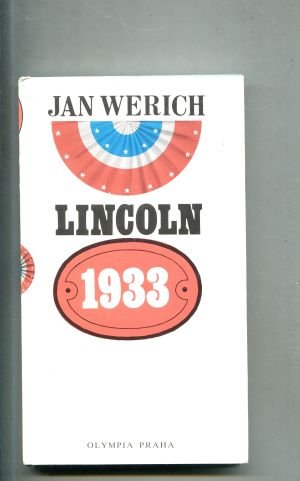 JAN WERICH
LINCOLN
1933
OLYMPIA PRAHA